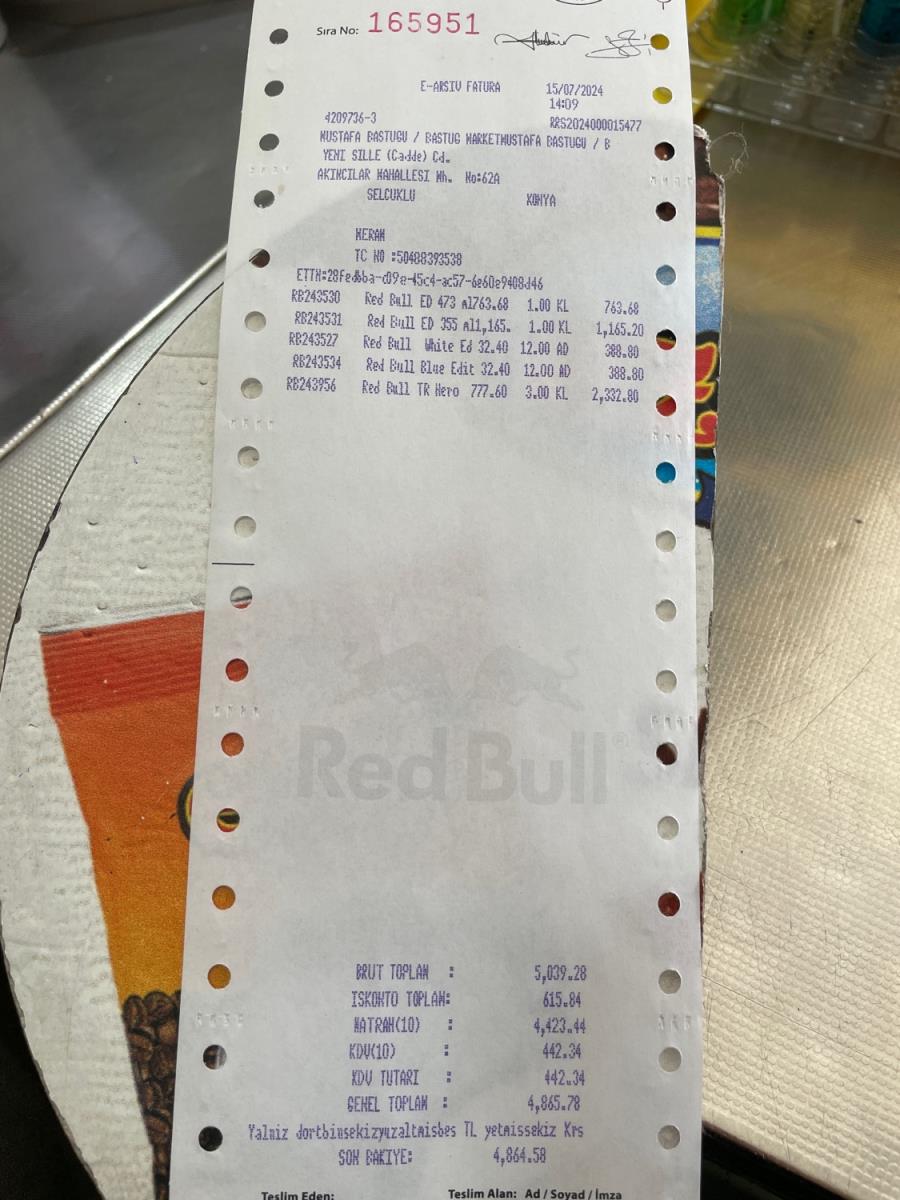 Sıra No: 165951
E-ARSIV FATURA 15/07/2024
14:09
4209736-3 RRS2024000015477
MUSTAFA BASTUGU / BASTUG MARKETMUSTAFA BASTUGU / B
YENI SILLE (Cadde) Cd.
AKINCILAR MAHALLESI Mh. No:62A
SELCUKLU KONYA
MERAM
TC NO :50488393538
ETTN:28fedbba-c09e-45c4-ac57-6e60e9408d46
RB243530 Red Bull ED 473 ml763.68 1.00 KL 763.68
RB243531 Red Bull ED 355 ml1,165. 1.00 KL 1,165.20
RB243527 Red Bull White Ed 32.40 12.00 AD 388.80
RB243534 Red Bull Blue Edit 32.40 12.00 AD 388.80
RB243956 Red Bull TR Hero 777.60 3.00 KL 2,332.80
Red Bull®
BRUT TOPLAM : 5,039.28
ISKONTO TOPLAM: 615.84
MATRAH(10) : 4,423.44
KDV(10) : 442.34
KDV TUTARI : 442.34
GENEL TOPLAM : 4,865.78
Yalniz dortbinsekizyuzaltmisbes TL yetmissekiz Krs
SON BAKIYE: 4,864.58
Teslim Eden: Teslim Alan: Ad / Soyad / İmza